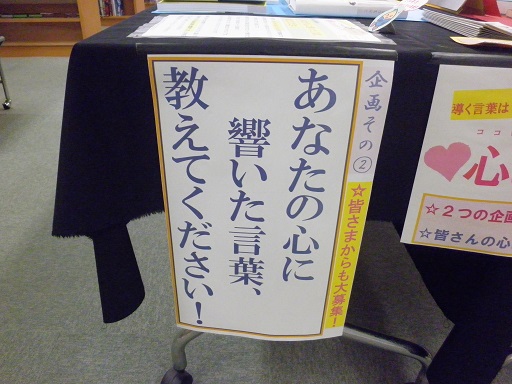 企画その②
☆皆さまからも大募集！
あなたの心に
響いた言葉、
教えてください！
導く言葉は
ココ
心
☆２つの企画
☆皆さんの心